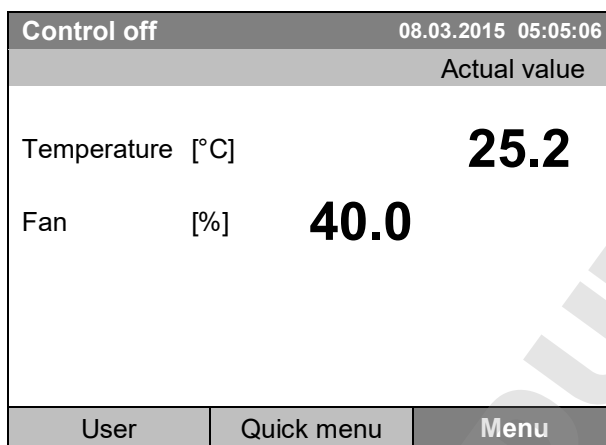 Control off 08.03.2015 05:05:06
Actual value
Temperature [°C] 25.2
Fan [%] 40.0
User Quick menu Menu